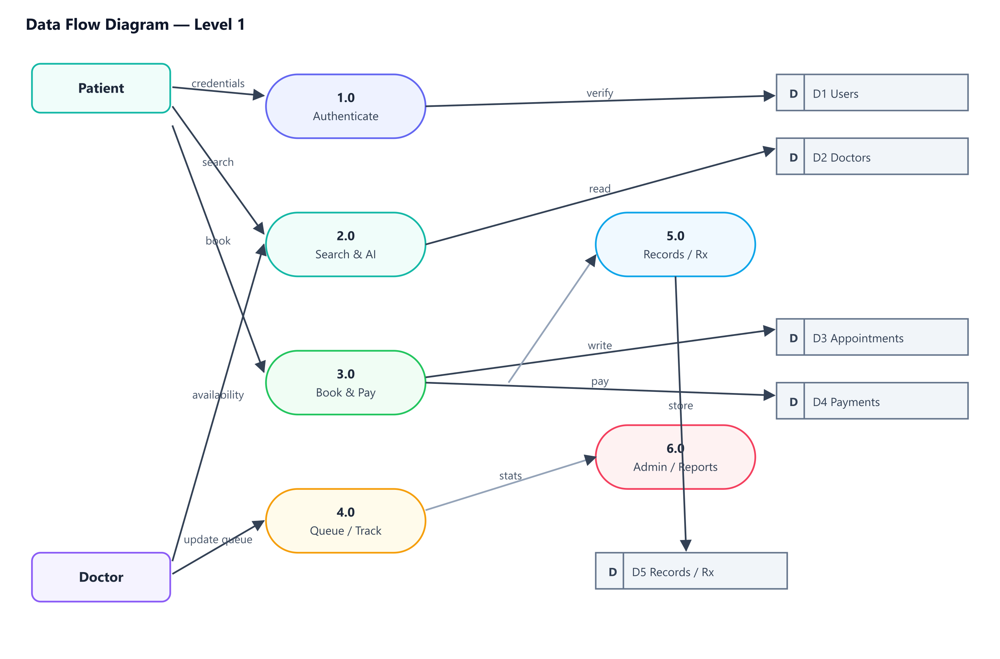 Data Flow Diagram — Level 1
Patient
credentials
1.0
Authenticate
verify
D
D1 Users
search
D
D2 Doctors
read
book
2.0
Search & AI
5.0
Records / Rx
write
D
D3 Appointments
3.0
Book & Pay
pay
availability
store
D
D4 Payments
6.0
Admin / Reports
stats
4.0
Queue / Track
update queue
Doctor
D
D5 Records / Rx